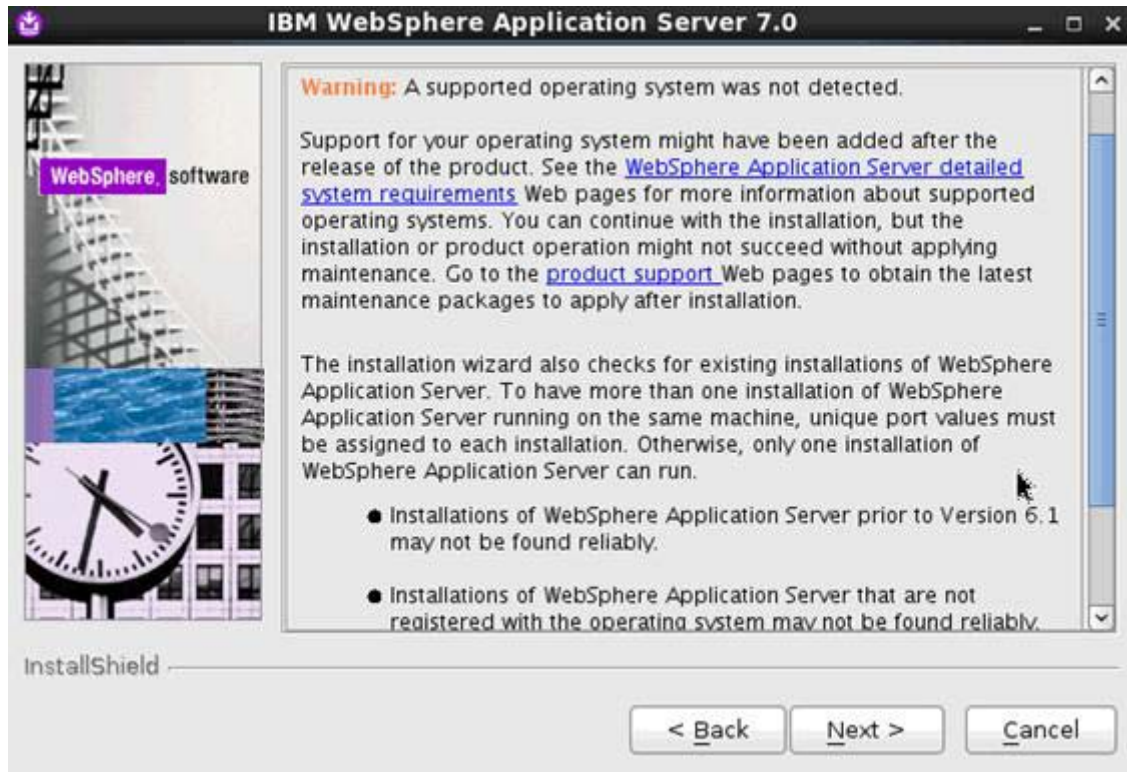 IBM WebSphere Application Server 7.0
WebSphere. software
Warning: A supported operating system was not detected.
Support for your operating system might have been added after the
release of the product. See the WebSphere Application Server detailed
system requirements Web pages for more information about supported
operating systems. You can continue with the installation, but the
installation or product operation might not succeed without applying
maintenance. Go to the product support Web pages to obtain the latest
maintenance packages to apply after installation.
The installation wizard also checks for existing installations of WebSphere
Application Server. To have more than one installation of WebSphere
Application Server running on the same machine, unique port values must
be assigned to each installation. Otherwise, only one installation of
WebSphere Application Server can run.
● Installations of WebSphere Application Server prior to Version 6.1
may not be found reliably.
● Installations of WebSphere Application Server that are not
registered with the operating system may not be found reliably.
InstallShield
< Back
Next >
Cancel